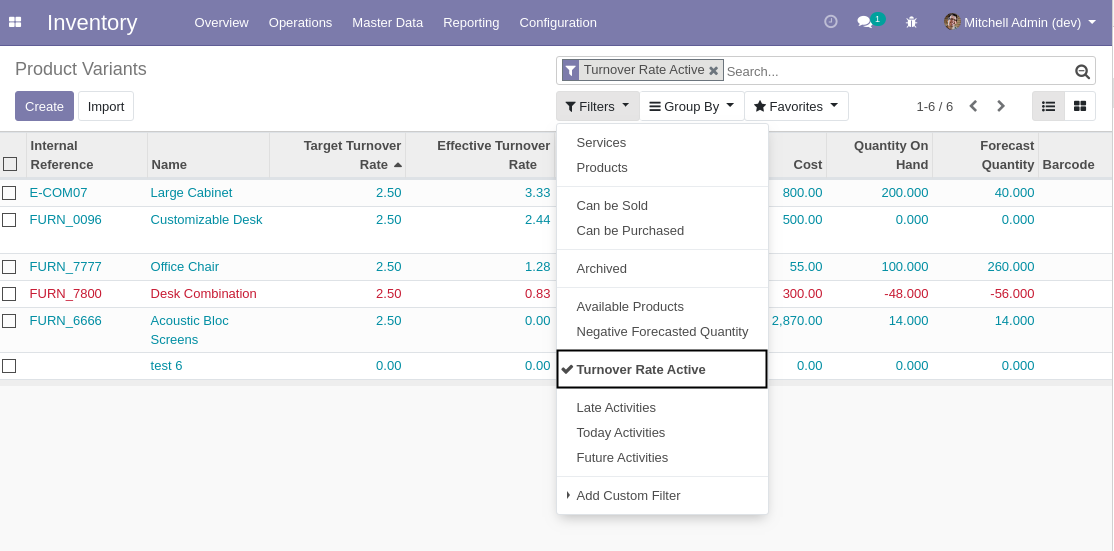 Inventory Overview Operations Master Data Reporting Configuration 1 Mitchell Admin (dev)
Product Variants
Turnover Rate Active Search...
Create Import
Filters Group By Favorites 1-6 / 6
Internal Reference Name Target Turnover Rate Effective Turnover Rate Cost Quantity On Hand Forecast Quantity Barcode
E-COM07 Large Cabinet 2.50 3.33 800.00 200.000 40.000
FURN_0096 Customizable Desk 2.50 2.44 500.00 0.000 0.000
FURN_7777 Office Chair 2.50 1.28 55.00 100.000 260.000
FURN_7800 Desk Combination 2.50 0.83 300.00 -48.000 -56.000
FURN_6666 Acoustic Bloc Screens 2.50 0.00 2,870.00 14.000 14.000
test 6 0.00 0.00 0.00 0.000 0.000
Services
Products
Can be Sold
Can be Purchased
Archived
Available Products
Negative Forecasted Quantity
Turnover Rate Active
Late Activities
Today Activities
Future Activities
Add Custom Filter